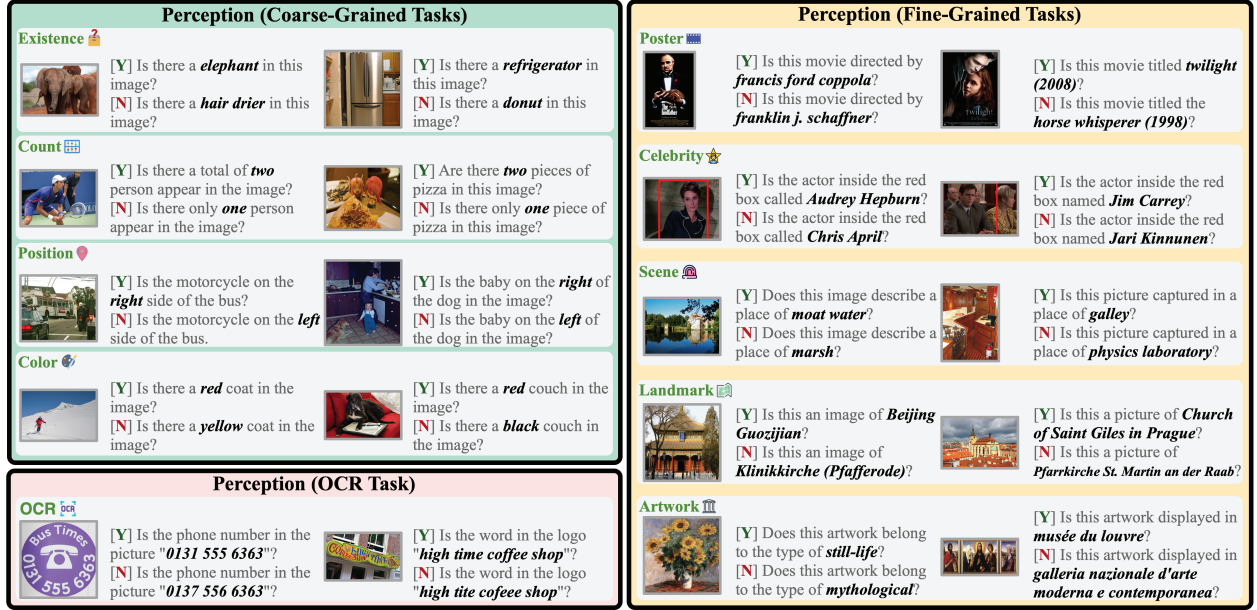 Perception (Coarse-Grained Tasks)
Existence
[Y] Is there a elephant in this
image?
[N] Is there a hair drier in this
image?
[Y] Is there a refrigerator in
this image?
[N] Is there a donut in this
image?
Count
[Y] Is there a total of two
person appear in the image?
[N] Is there only one person
appear in the image?
[Y] Are there two pieces of
pizza in this image?
[N] Is there only one piece of
pizza in this image?
Position
[Y] Is the motorcycle on the
right side of the bus?
[N] Is the motorcycle on the left
side of the bus.
[Y] Is the baby on the right of
the dog in the image?
[N] Is the baby on the left of
the dog in the image?
Color
[Y] Is there a red coat in the
image?
[N] Is there a yellow coat in the
image?
[Y] Is there a red couch in the
image?
[N] Is there a black couch in
the image?
Perception (OCR Task)
OCR
OCR
Bus Times
0131 555 6363
[Y] Is the phone number in the
picture "0131 555 6363"?
[N] Is the phone number in the
picture "0137 556 6363"?
[Y] Is the word in the logo
"high time coffee shop"?
[N] Is the word in the logo
"high tite cofeee shop"?
Perception (Fine-Grained Tasks)
Poster
The
Godfather
[Y] Is this movie directed by
francis ford coppola?
[N] Is this movie directed by
franklin j. schaffner?
twilight
[Y] Is this movie titled twilight
(2008)?
[N] Is this movie titled the
horse whisperer (1998)?
Celebrity
[Y] Is the actor inside the red
box called Audrey Hepburn?
[N] Is the actor inside the red
box called Chris April?
[Y] Is the actor inside the red
box named Jim Carrey?
[N] Is the actor inside the red
box named Jari Kinnunen?
Scene
[Y] Does this image describe a
place of moat water?
[N] Does this image describe a
place of marsh?
[Y] Is this picture captured in a
place of galley?
[N] Is this picture captured in a
place of physics laboratory?
Landmark
[Y] Is this an image of Beijing
Guozijian?
[N] Is this an image of
Klinikkirche (Pfafferode)?
[Y] Is this a picture of Church
of Saint Giles in Prague?
[N] Is this a picture of
Pfarrkirche St. Martin an der Raab?
Artwork
[Y] Does this artwork belong
to the type of still-life?
[N] Does this artwork belong
to the type of mythological?
[Y] Is this artwork displayed in
musée du louvre?
[N] Is this artwork displayed in
galleria nazionale d'arte
moderna e contemporanea?